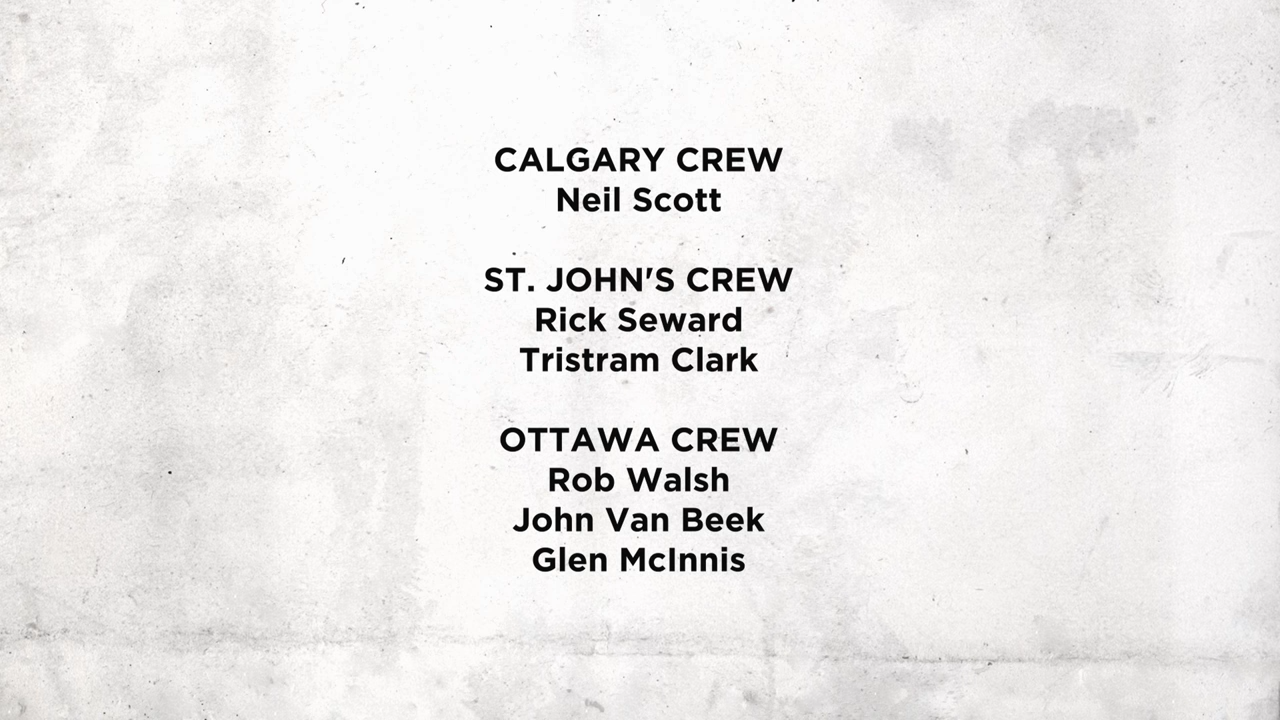 CALGARY CREW
Neil Scott
ST. JOHN'S CREW
Rick Seward
Tristram Clark
OTTAWA CREW
Rob Walsh
John Van Beek
Glen McInnis